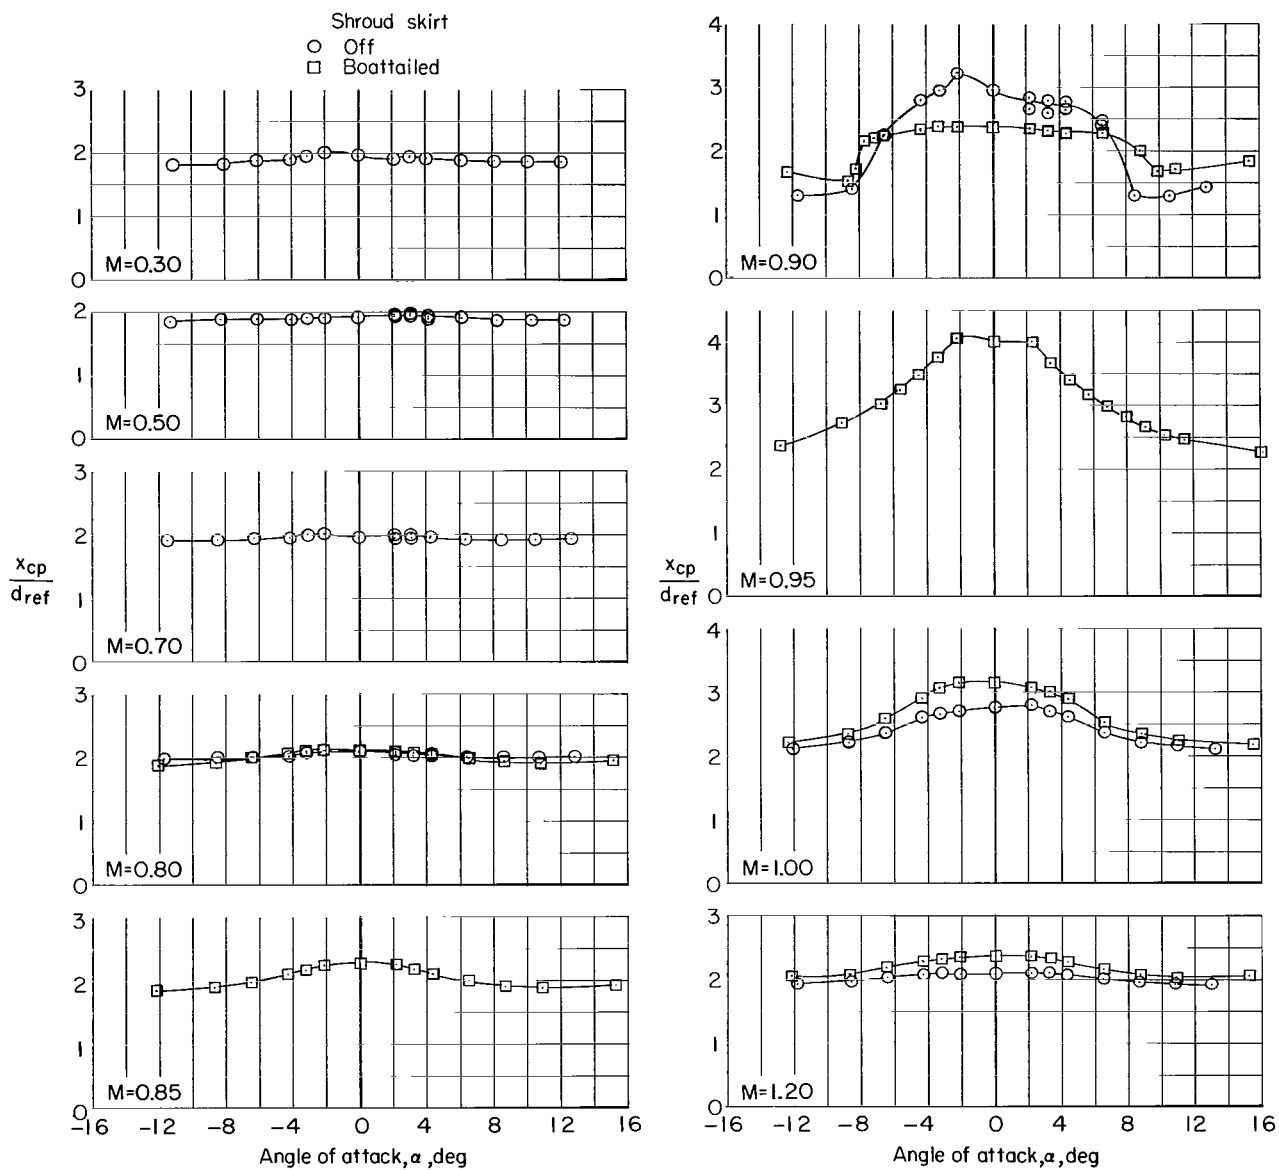 Shroud skirt
Off
Boattailed
3
2
1
0
M=0.30
2
1
0
M=0.50
3
2
1
0
M=0.70
xcp
dref
3
2
1
0
M=0.80
3
2
1
0
M=0.85
-16 -12 -8 -4 0 4 8 12 16
Angle of attack, α, deg
4
3
2
1
0
M=0.90
4
3
2
1
0
M=0.95
xcp
dref
4
3
2
1
0
M=1.00
3
2
1
0
M=1.20
-16 -12 -8 -4 0 4 8 12 16
Angle of attack, α, deg